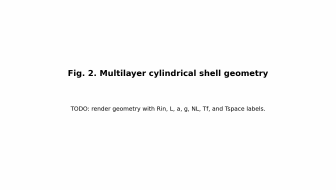 Fig. 2. Multilayer cylindrical shell geometry
TODO: render geometry with Rin, L, a, g, NL, Tf, and Tspace labels.